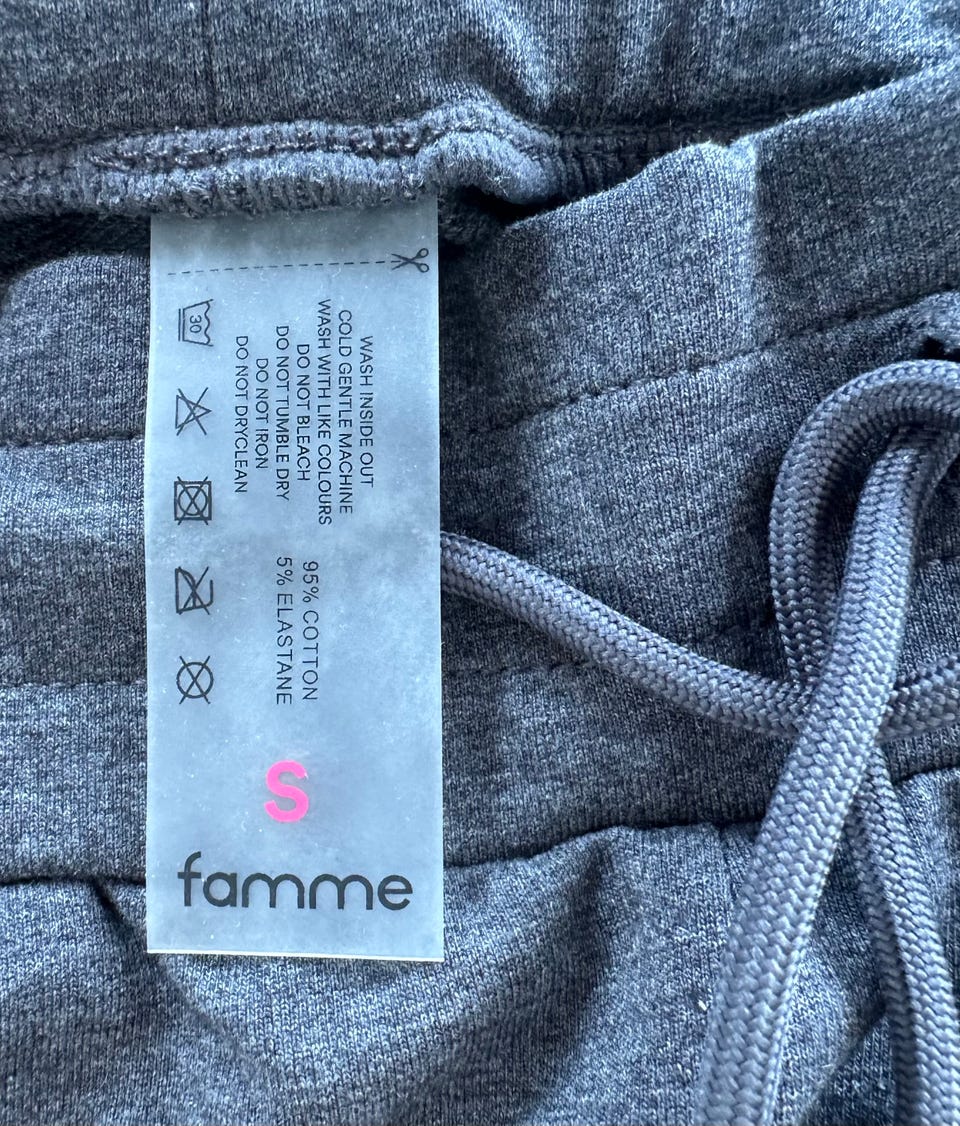 WASH INSIDE OUT
COLD GENTLE MACHINE
WASH WITH LIKE COLOURS
DO NOT BLEACH
DO NOT TUMBLE DRY
DO NOT IRON
DO NOT DRYCLEAN
95% COTTON
5% ELASTANE
30
S
famme